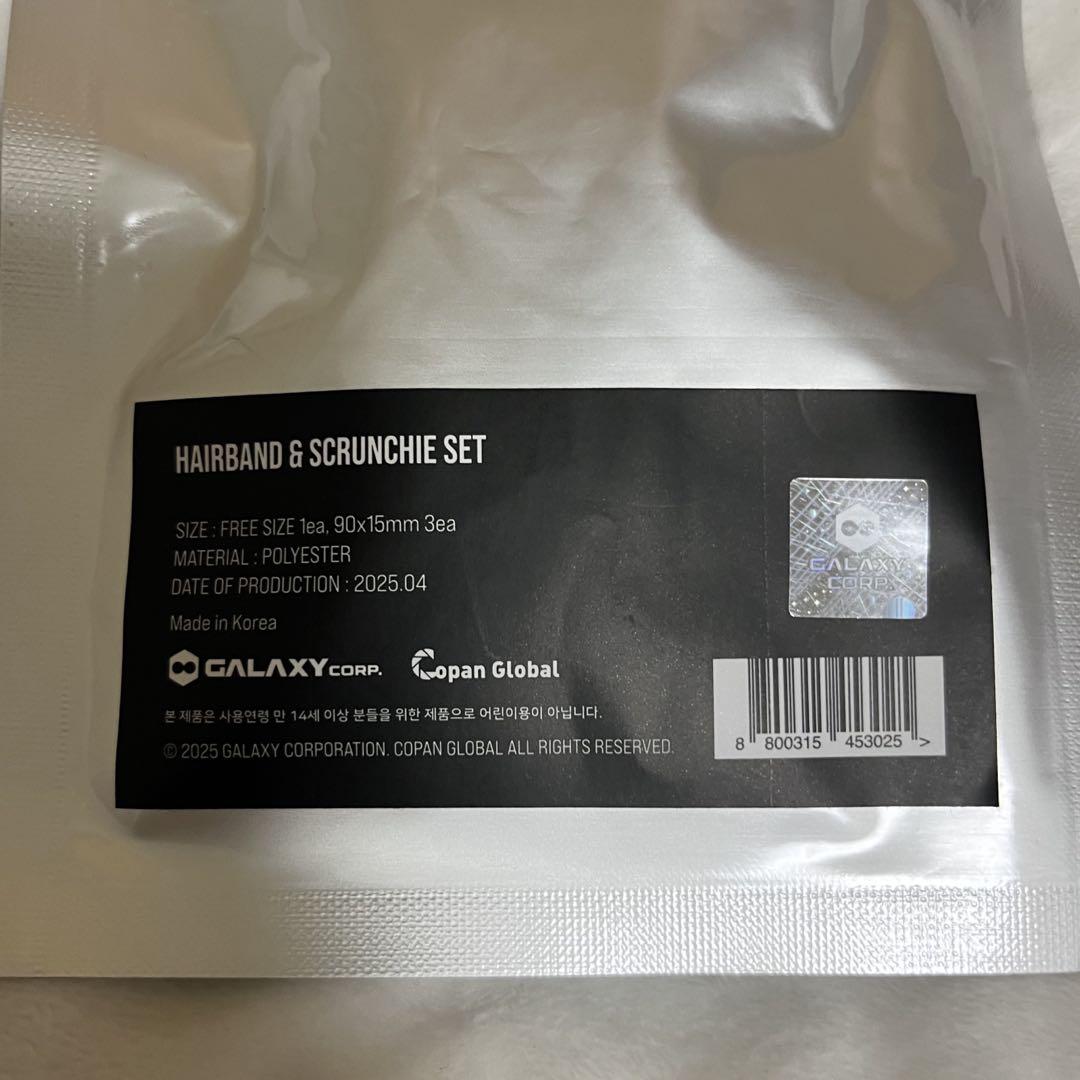 HAIRBAND & SCRUNCHIE SET
SIZE : FREE SIZE 1ea, 90x15mm 3ea
MATERIAL : POLYESTER
DATE OF PRODUCTION : 2025.04
Made in Korea
GALAXY CORP.
Copan Global
본 제품은 사용연령 만 14세 이상 분들을 위한 제품으로 어린이용이 아닙니다.
© 2025 GALAXY CORPORATION. COPAN GLOBAL ALL RIGHTS RESERVED.
GALAXY
CORP.
8 800315 453025 >